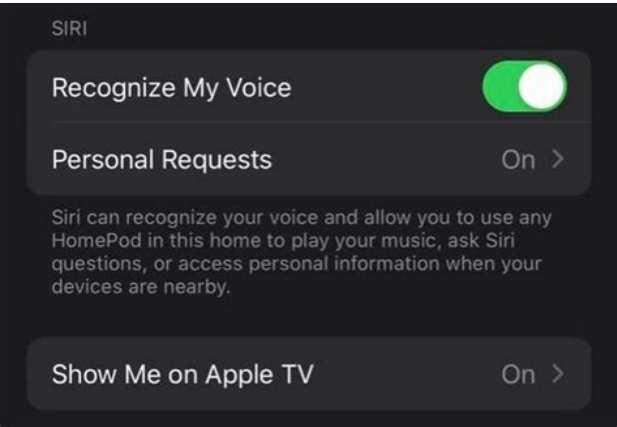 SIRI
Recognize My Voice
Personal Requests On
Siri can recognize your voice and allow you to use any
HomePod in this home to play your music, ask Siri
questions, or access personal information when your
devices are nearby.
Show Me on Apple TV On